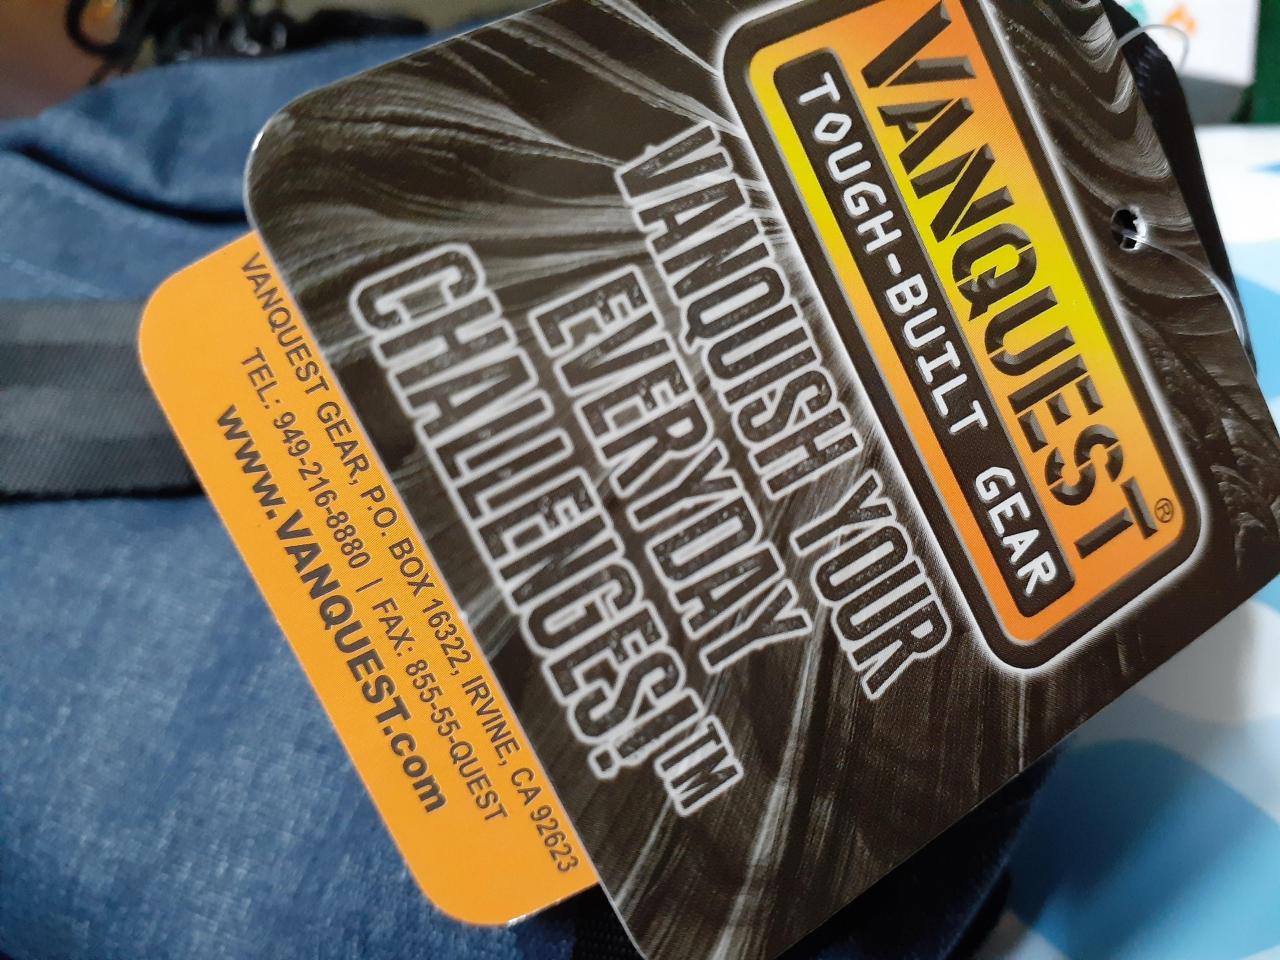 VANQUEST®
TOUGH-BUILT GEAR
VANQUISH YOUR
EVERYDAY
CHALLENGES!™
VANQUEST GEAR, P.O. BOX 16322, IRVINE, CA 92623
TEL: 949-216-8880 | FAX: 855-55-QUEST
www.VANQUEST.com